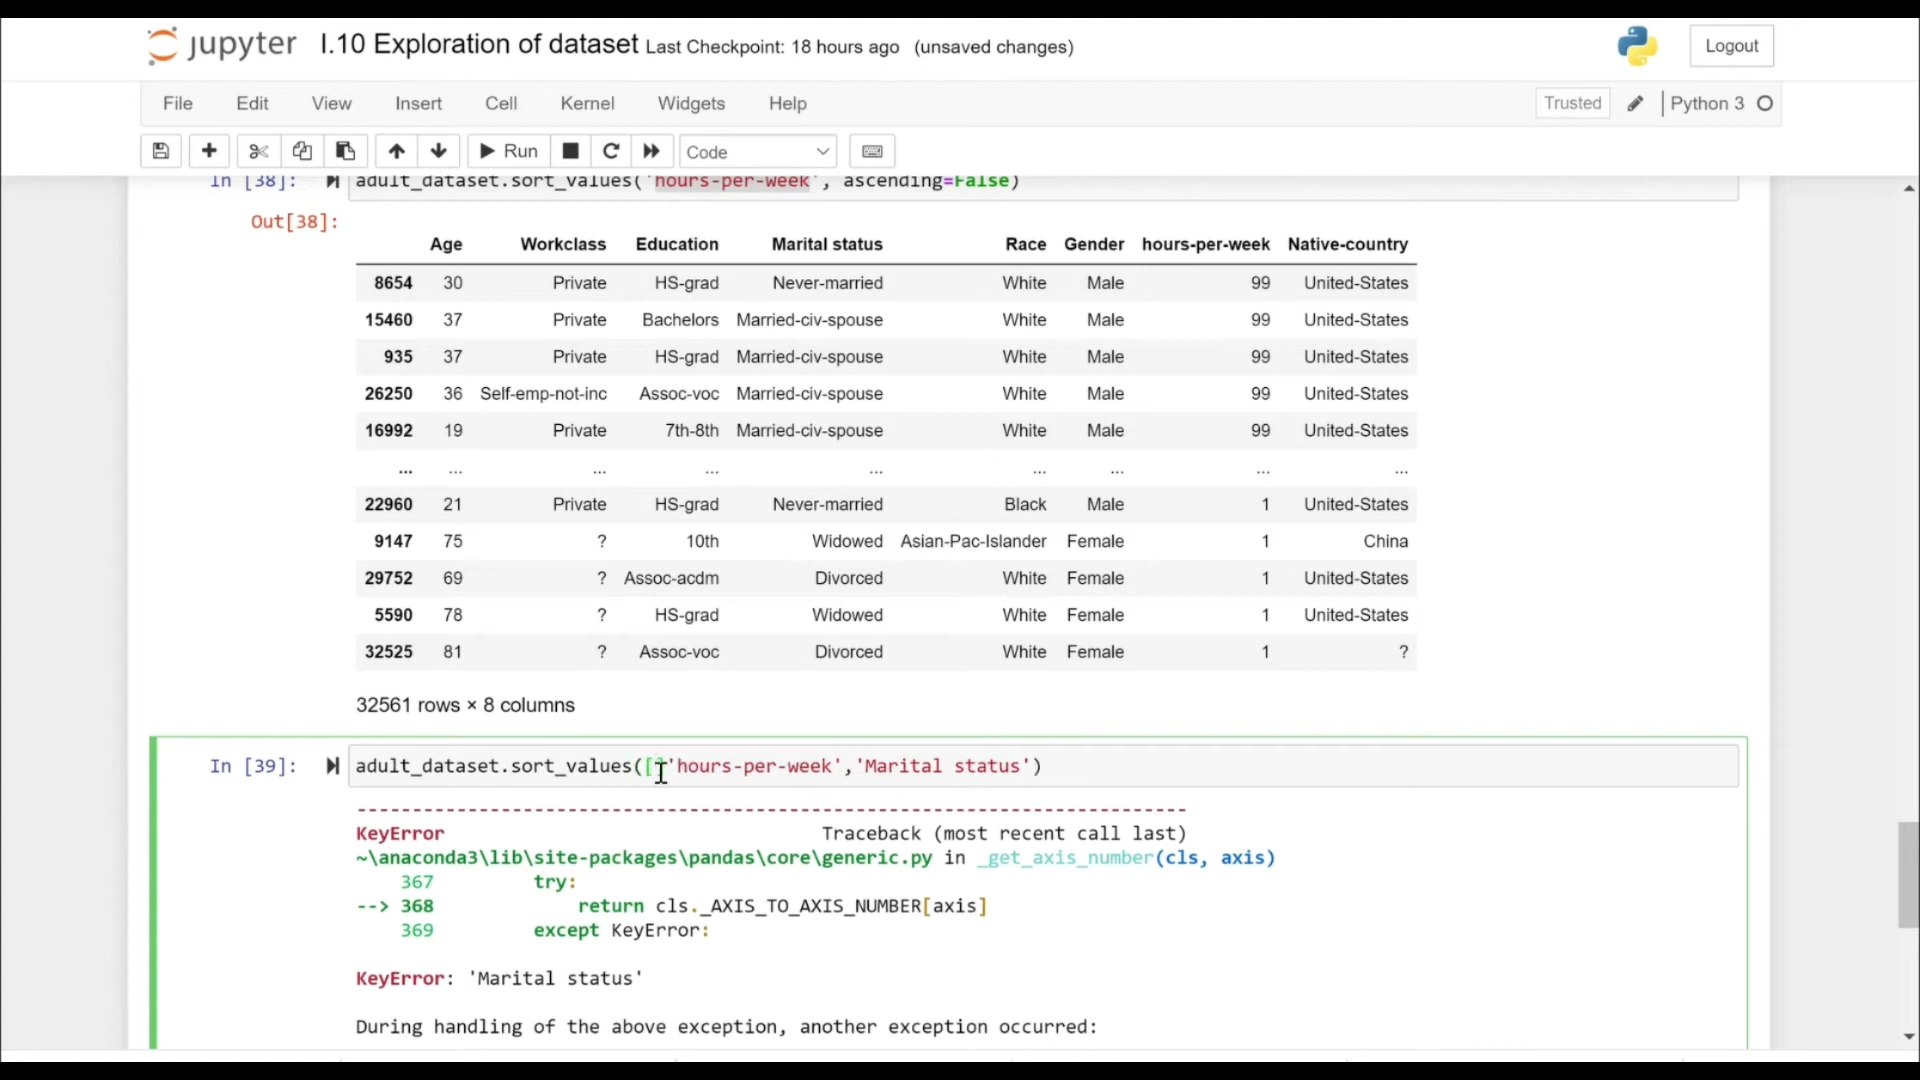 jupyter I.10 Exploration of dataset Last Checkpoint: 18 hours ago (unsaved changes) Logout
File Edit View Insert Cell Kernel Widgets Help Trusted Python 3
Run Code
In [38]: adult_dataset.sort_values('hours-per-week', ascending=False)
Out[38]:
Age Workclass Education Marital status Race Gender hours-per-week Native-country
8654 30 Private HS-grad Never-married White Male 99 United-States
15460 37 Private Bachelors Married-civ-spouse White Male 99 United-States
935 37 Private HS-grad Married-civ-spouse White Male 99 United-States
26250 36 Self-emp-not-inc Assoc-voc Married-civ-spouse White Male 99 United-States
16992 19 Private 7th-8th Married-civ-spouse White Male 99 United-States
... ... ... ... ... ... ... ... ...
22960 21 Private HS-grad Never-married Black Male 1 United-States
9147 75 ? 10th Widowed Asian-Pac-Islander Female 1 China
29752 69 ? Assoc-acdm Divorced White Female 1 United-States
5590 78 ? HS-grad Widowed White Female 1 United-States
32525 81 ? Assoc-voc Divorced White Female 1 ?
32561 rows × 8 columns
In [39]: adult_dataset.sort_values([]'hours-per-week','Marital status')
---------------------------------------------------------------------------
KeyError Traceback (most recent call last)
~\anaconda3\lib\site-packages\pandas\core\generic.py in _get_axis_number(cls, axis)
367 try:
--> 368 return cls._AXIS_TO_AXIS_NUMBER[axis]
369 except KeyError:
KeyError: 'Marital status'
During handling of the above exception, another exception occurred: